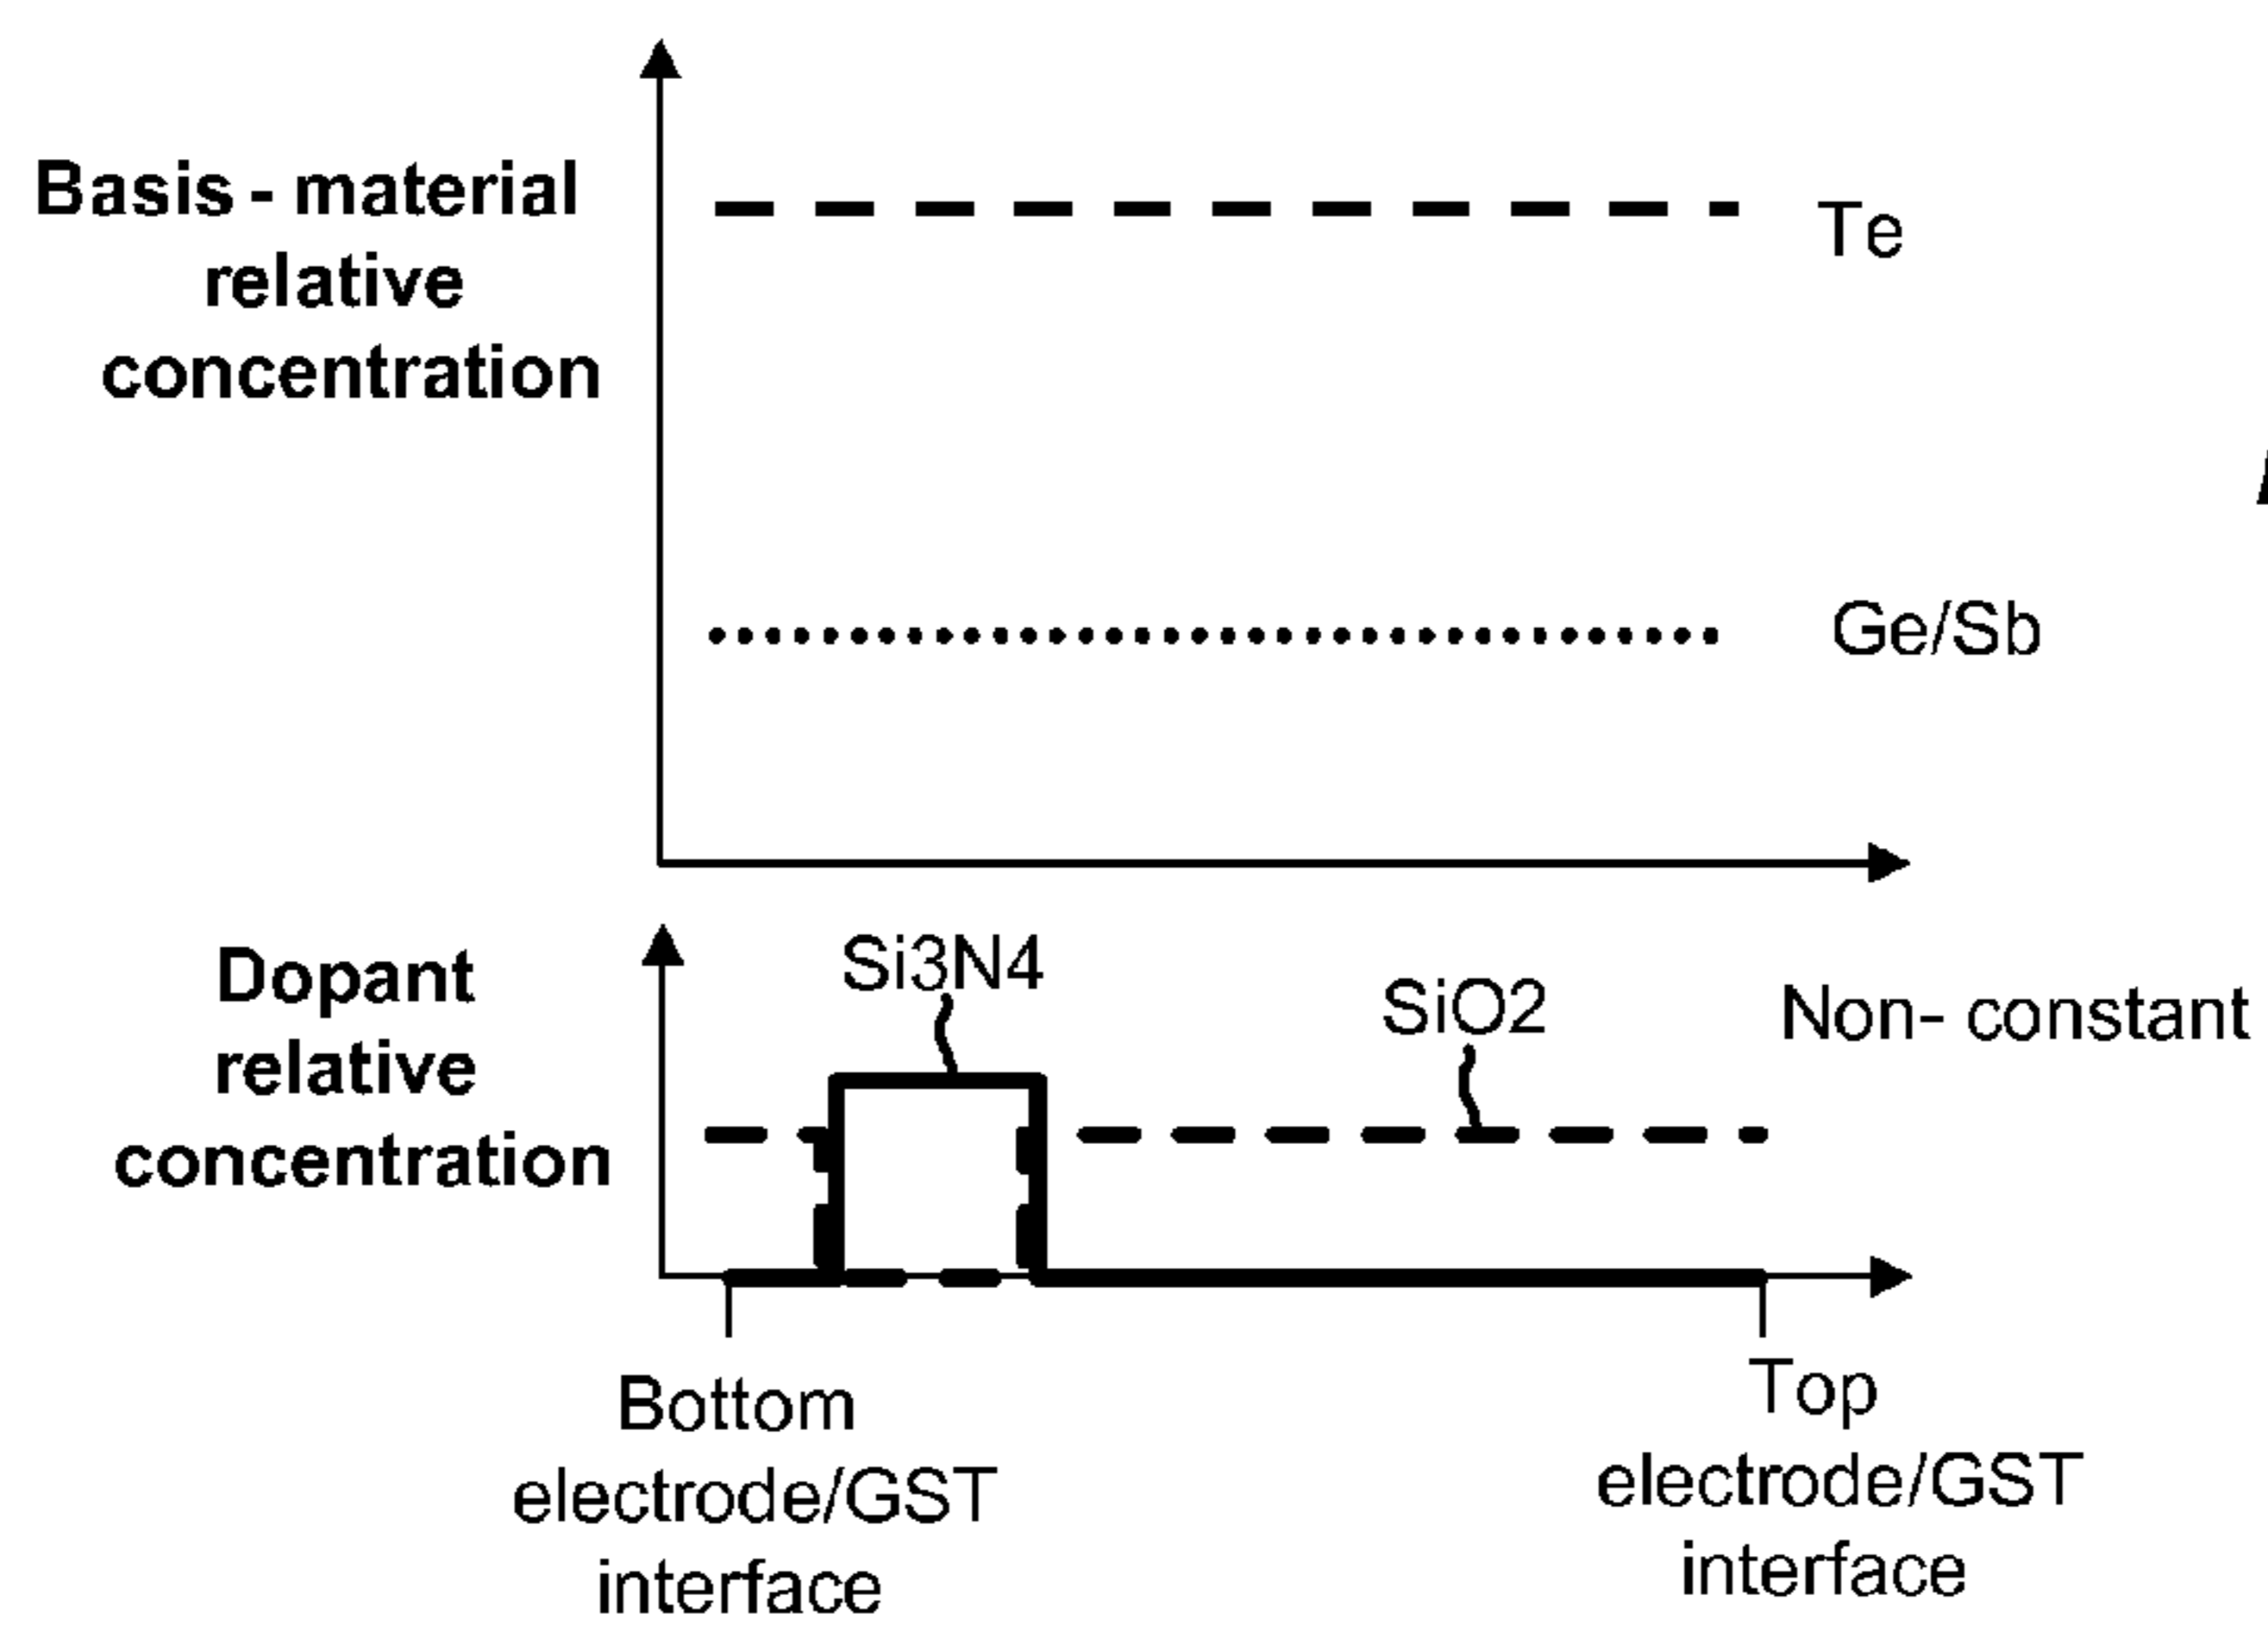 Basis - material
relative
concentration
Te
Ge/Sb
Dopant
relative
concentration
Si3N4
SiO2
Non- constant
Bottom
electrode/GST
interface
Top
electrode/GST
interface